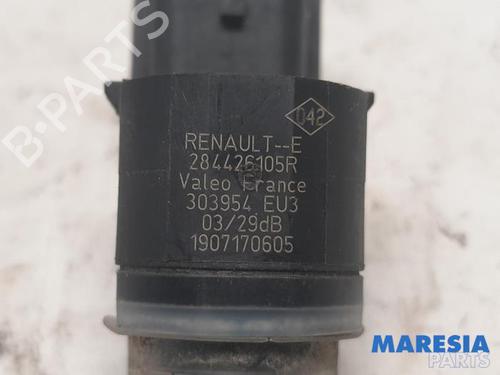 B-PARTS
D42
RENAULT--E
284426105R
Valeo France
303954 EU3
03/29dB
1907170605
MARESIA
PARTS